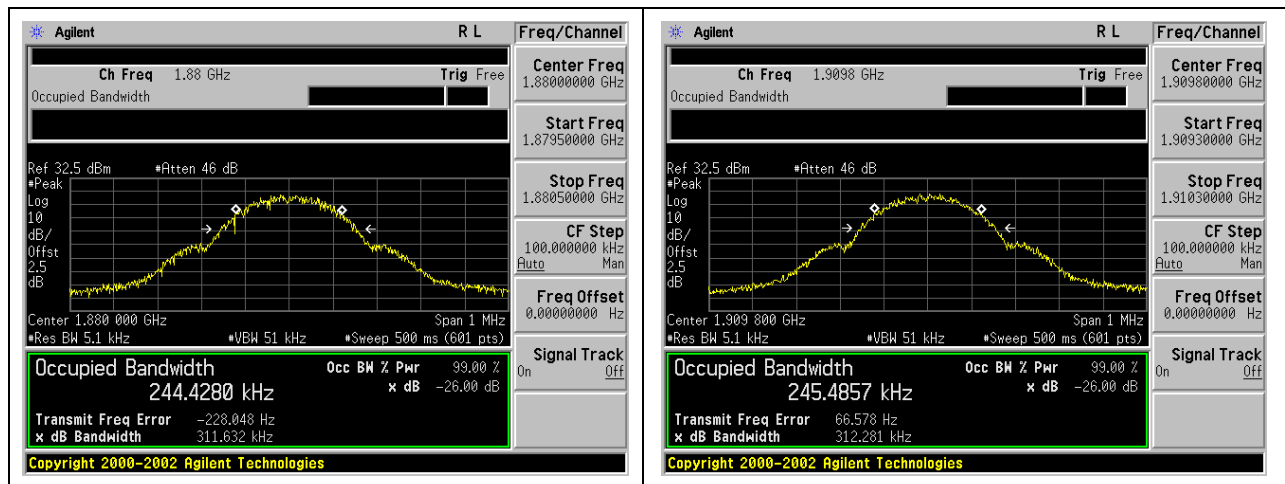 Agilent R L Freq/Channel
Ch Freq 1.88 GHz Trig Free
Occupied Bandwidth
Center Freq
1.88000000 GHz
Start Freq
1.87950000 GHz
Stop Freq
1.88050000 GHz
CF Step
100.000000 kHz
Auto Man
Freq Offset
0.00000000 Hz
Signal Track
On Off
Ref 32.5 dBm #Atten 46 dB
#Peak
Log
10
dB/
Offst
2.5
dB
Center 1.880 000 GHz Span 1 MHz
#Res BW 5.1 kHz #VBW 51 kHz #Sweep 500 ms (601 pts)
Occupied Bandwidth Occ BW % Pwr 99.00 %
244.4280 kHz x dB -26.00 dB
Transmit Freq Error -228.048 Hz
x dB Bandwidth 311.632 kHz
Copyright 2000-2002 Agilent Technologies
Agilent R L Freq/Channel
Ch Freq 1.9098 GHz Trig Free
Occupied Bandwidth
Center Freq
1.90980000 GHz
Start Freq
1.90930000 GHz
Stop Freq
1.91030000 GHz
CF Step
100.000000 kHz
Auto Man
Freq Offset
0.00000000 Hz
Signal Track
On Off
Ref 32.5 dBm #Atten 46 dB
#Peak
Log
10
dB/
Offst
2.5
dB
Center 1.909 800 GHz Span 1 MHz
#Res BW 5.1 kHz #VBW 51 kHz #Sweep 500 ms (601 pts)
Occupied Bandwidth Occ BW % Pwr 99.00 %
245.4857 kHz x dB -26.00 dB
Transmit Freq Error 66.578 Hz
x dB Bandwidth 312.281 kHz
Copyright 2000-2002 Agilent Technologies